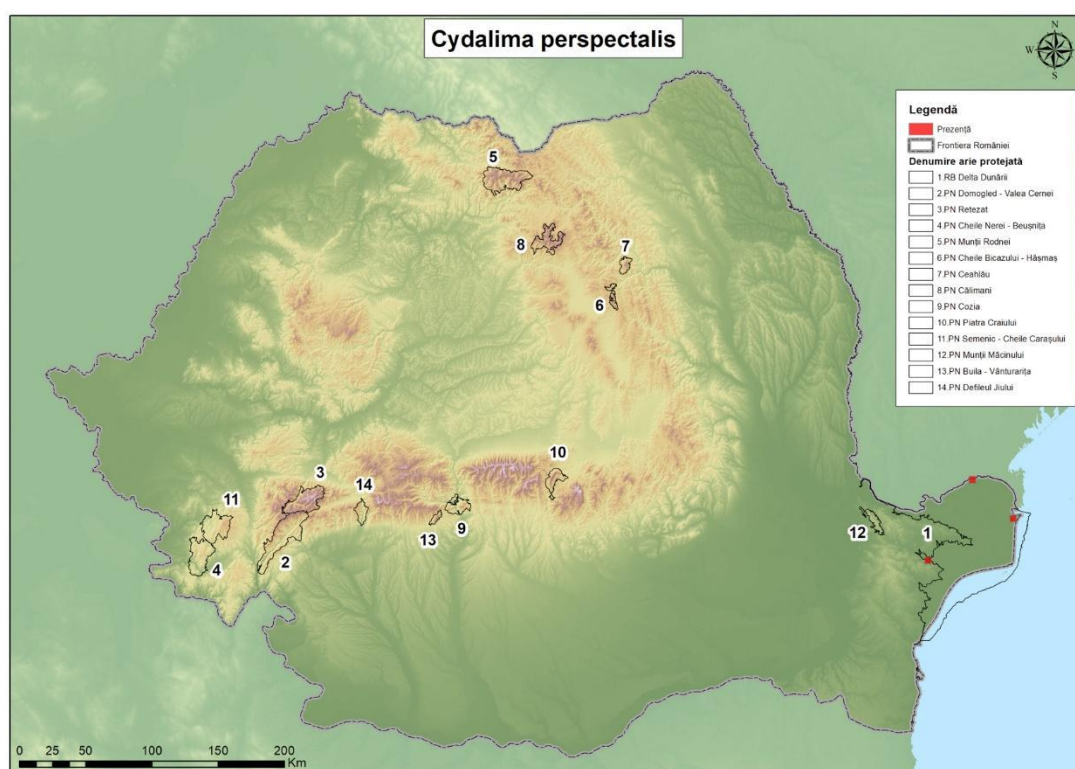 Cydalima perspectalis
N
W
E
S
Legendă
Prezență
Frontiera României
Denumire arie protejată
1.RB Delta Dunării
2.PN Domogled - Valea Cernei
3.PN Retezat
4.PN Cheile Nerei - Beușnița
5.PN Munții Rodnei
6.PN Cheile Bicazului - Hășmaș
7.PN Ceahlău
8.PN Călimani
9.PN Cozia
10.PN Piatra Craiului
11.PN Semenic - Cheile Carașului
12.PN Munții Măcinului
13.PN Buila - Vânturarița
14.PN Defileul Jiului
5
8
7
6
10
3
14
11
9
13
12
1
4
2
0 25 50 100 150 200
Km